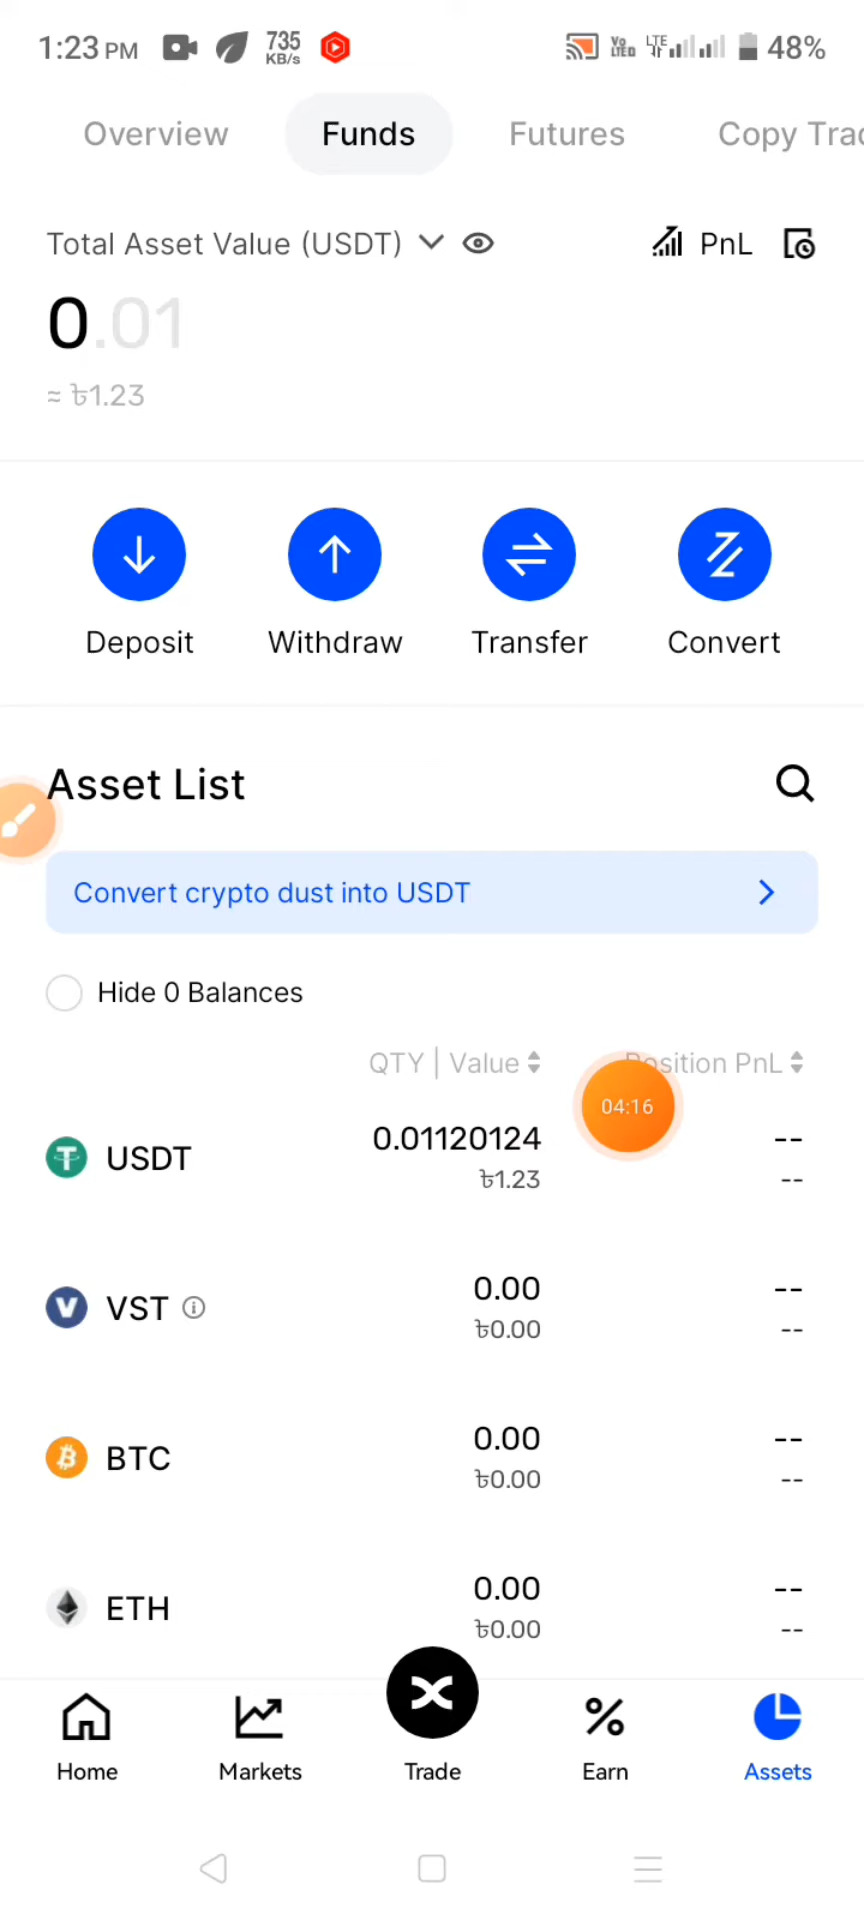 1:23 PM 735 KB/s Vo LTED LTE 48%
Overview Funds Futures Copy Trad
Total Asset Value (USDT) PnL
0.01
≈ ৳1.23
Deposit Withdraw Transfer Convert
Asset List
Convert crypto dust into USDT
Hide 0 Balances
QTY | Value Position PnL
04:16
USDT 0.01120124 --
৳1.23 --
VST 0.00 --
৳0.00 --
BTC 0.00 --
৳0.00 --
ETH 0.00 --
৳0.00 --
Home Markets Trade Earn Assets